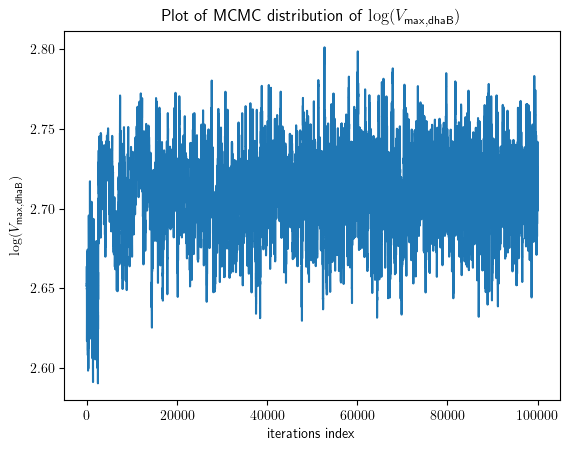 Plot of MCMC distribution of log(V_max,dhaB)
log(V_max,dhaB)
2.80
2.75
2.70
2.65
2.60
0 20000 40000 60000 80000 100000
iterations index